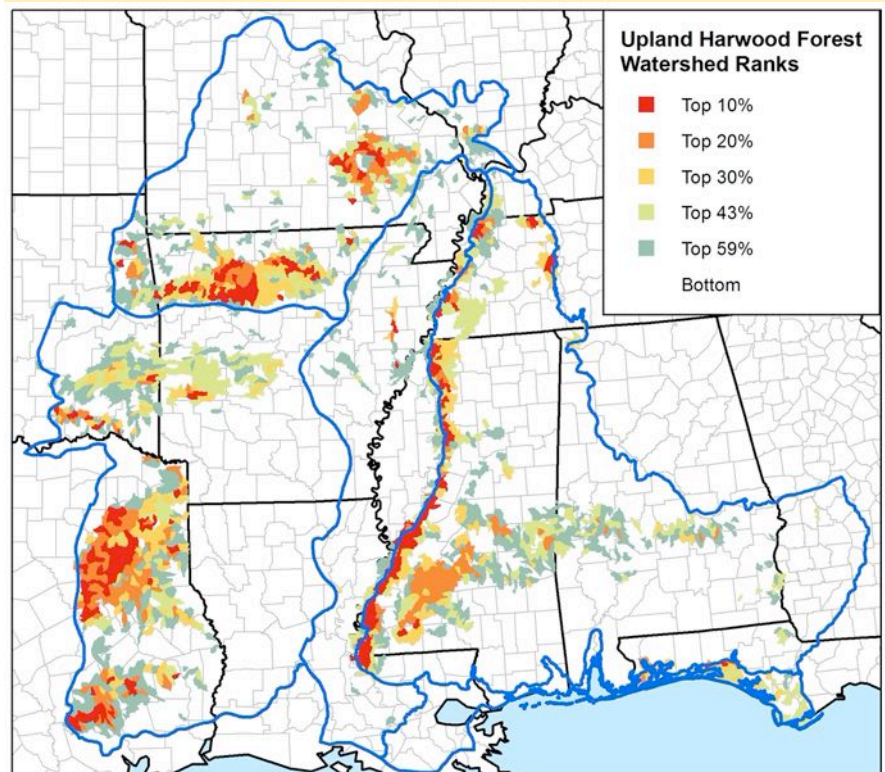 Upland Harwood Forest
Watershed Ranks
Top 10%
Top 20%
Top 30%
Top 43%
Top 59%
Bottom